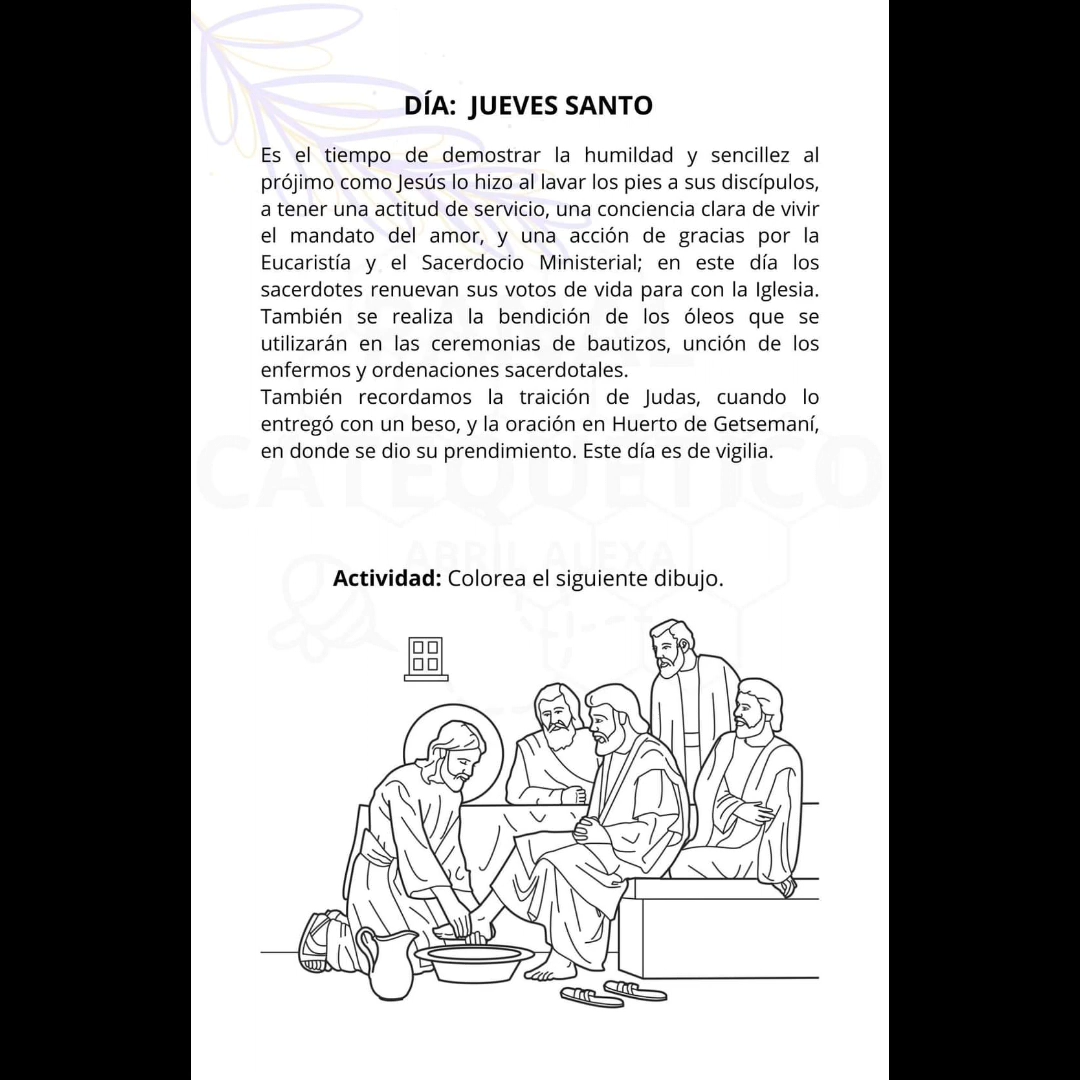 DÍA: JUEVES SANTO
Es el tiempo de demostrar la humildad y sencillez al
prójimo como Jesús lo hizo al lavar los pies a sus discípulos,
a tener una actitud de servicio, una conciencia clara de vivir
el mandato del amor, y una acción de gracias por la
Eucaristía y el Sacerdocio Ministerial; en este día los
sacerdotes renuevan sus votos de vida para con la Iglesia.
También se realiza la bendición de los óleos que se
utilizarán en las ceremonias de bautizos, unción de los
enfermos y ordenaciones sacerdotales.
También recordamos la traición de Judas, cuando lo
entregó con un beso, y la oración en Huerto de Getsemaní,
en donde se dio su prendimiento. Este día es de vigilia.
CATEQUÉTICO
ABRIL ALEXA
Actividad: Colorea el siguiente dibujo.